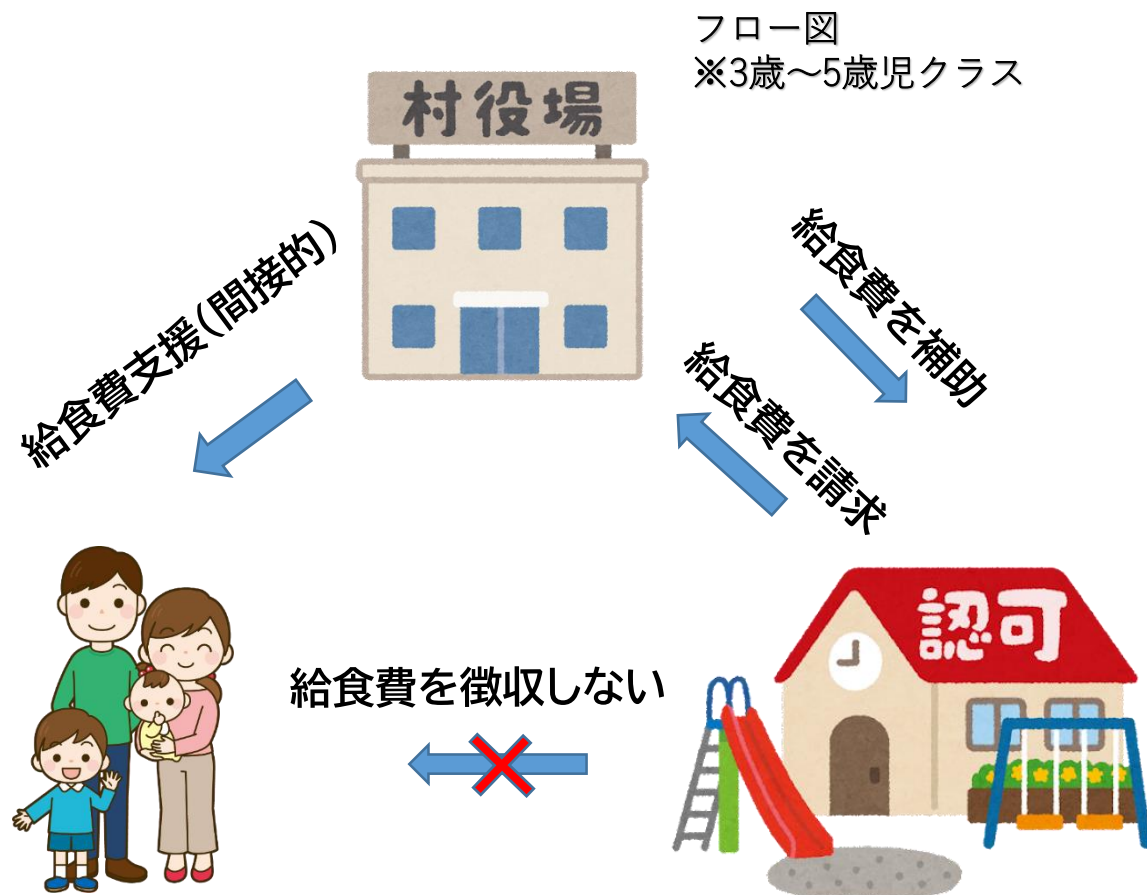 フロー図
※3歳～5歳児クラス
村役場
給食費支援(間接的)
給食費を補助
給食費を請求
認可
給食費を徴収しない